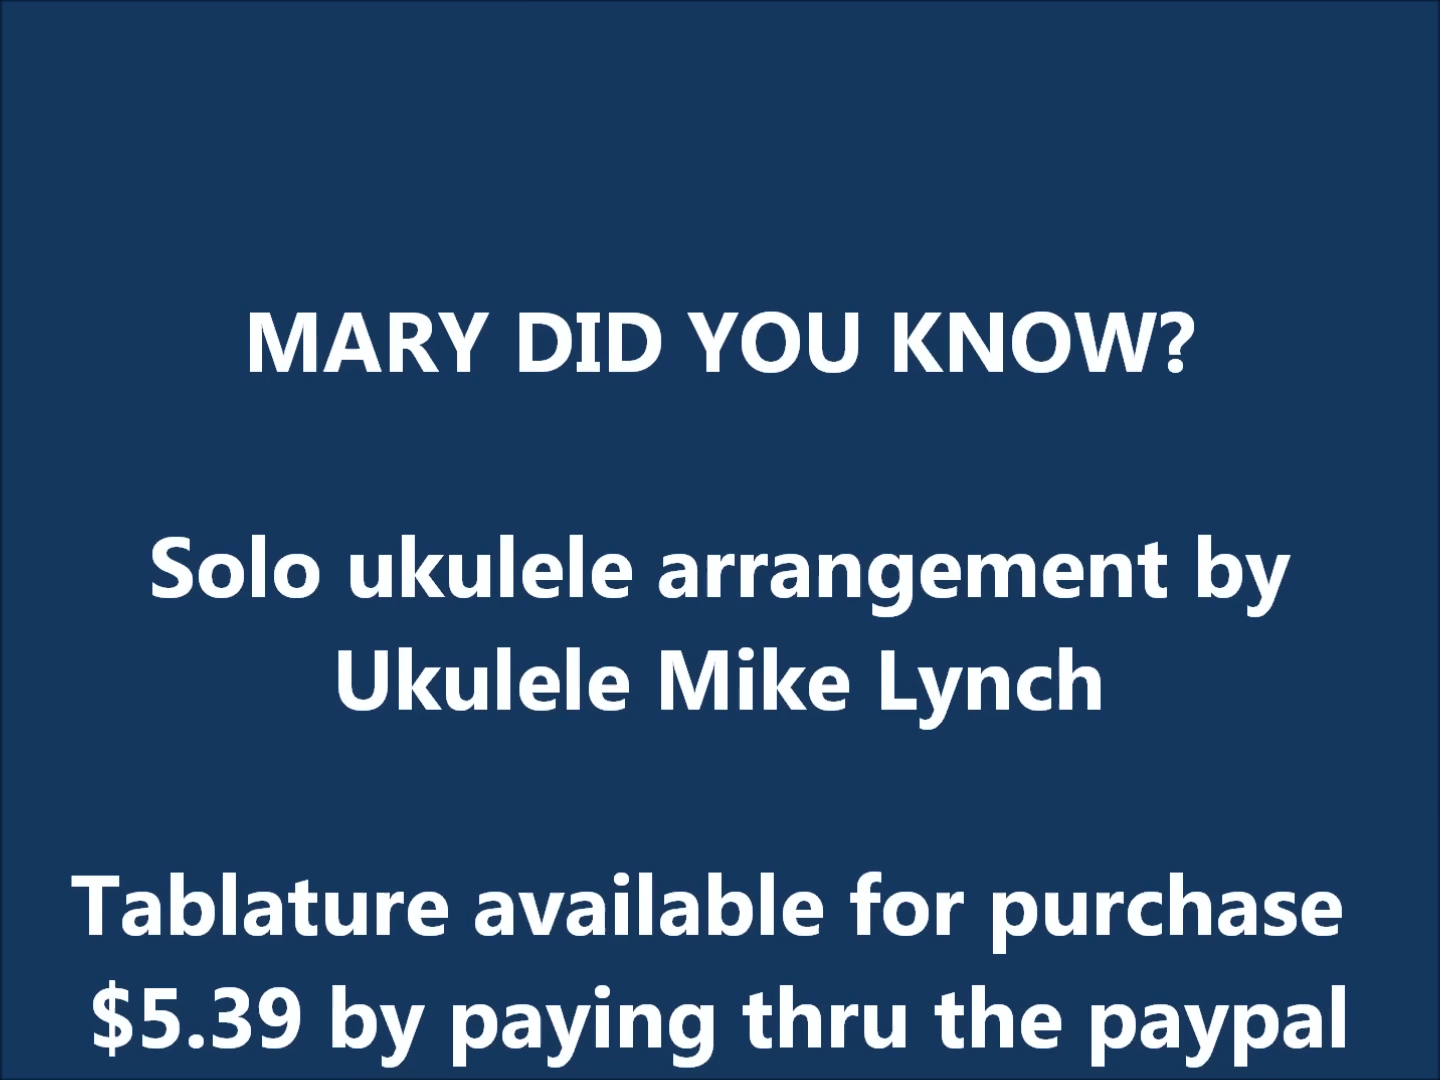 MARY DID YOU KNOW?
Solo ukulele arrangement by
Ukulele Mike Lynch
Tablature available for purchase
$5.39 by paying thru the paypal